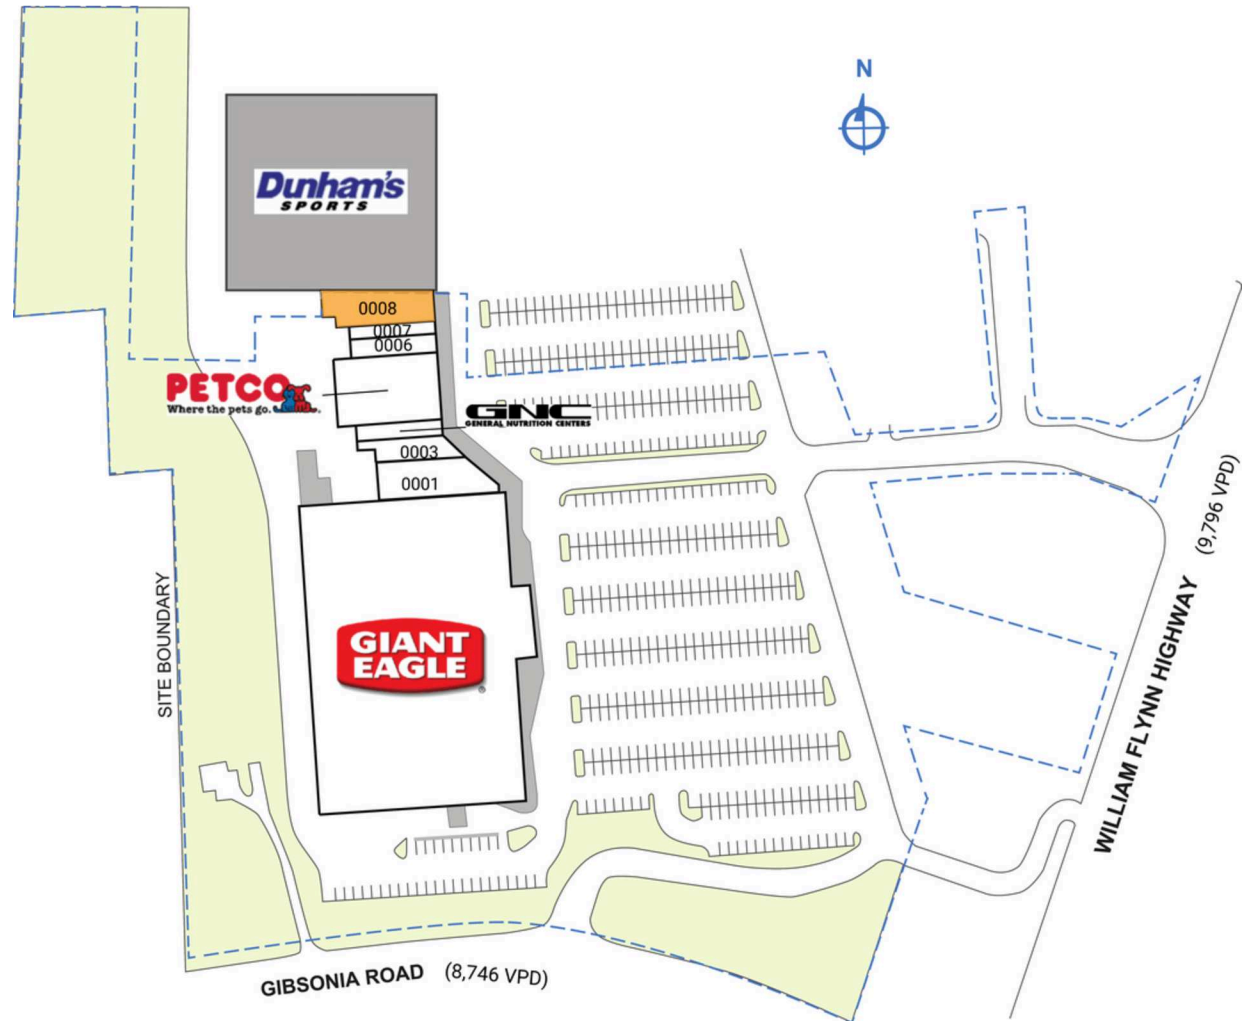 N
Dunham's
SPORTS
0008
0007
0006
PETCO
Where the pets go.
GNC
GENERAL NUTRITION CENTERS
0003
0001
GIANT
EAGLE
®
SITE BOUNDARY
WILLIAM FLYNN HIGHWAY (9,796 VPD)
GIBSONIA ROAD (8,746 VPD)